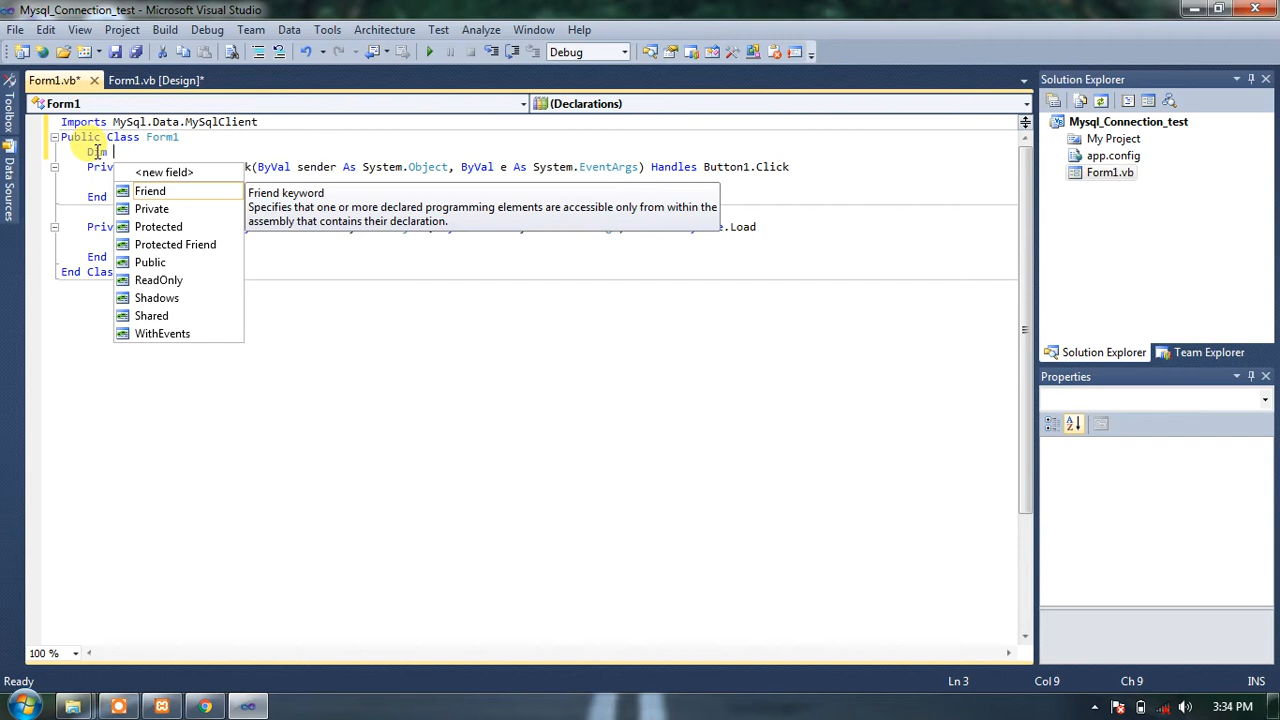 Mysql_Connection_test - Microsoft Visual Studio
File Edit View Project Build Debug Team Data Tools Architecture Test Analyze Window Help
Debug
Form1.vb* Form1.vb [Design]*
Form1 (Declarations)
Imports MySql.Data.MySqlClient
Public Class Form1
Dim
Priv k(ByVal sender As System.Object, ByVal e As System.EventArgs) Handles Button1.Click
End
Priv .Load
End
End Clas
<new field>
Friend
Private
Protected
Protected Friend
Public
ReadOnly
Shadows
Shared
WithEvents
Friend keyword
Specifies that one or more declared programming elements are accessible only from within the
assembly that contains their declaration.
Toolbox
Data Sources
Solution Explorer
Mysql_Connection_test
My Project
app.config
Form1.vb
Solution Explorer Team Explorer
Properties
100 %
Ready Ln 3 Col 9 Ch 9 INS
3:34 PM